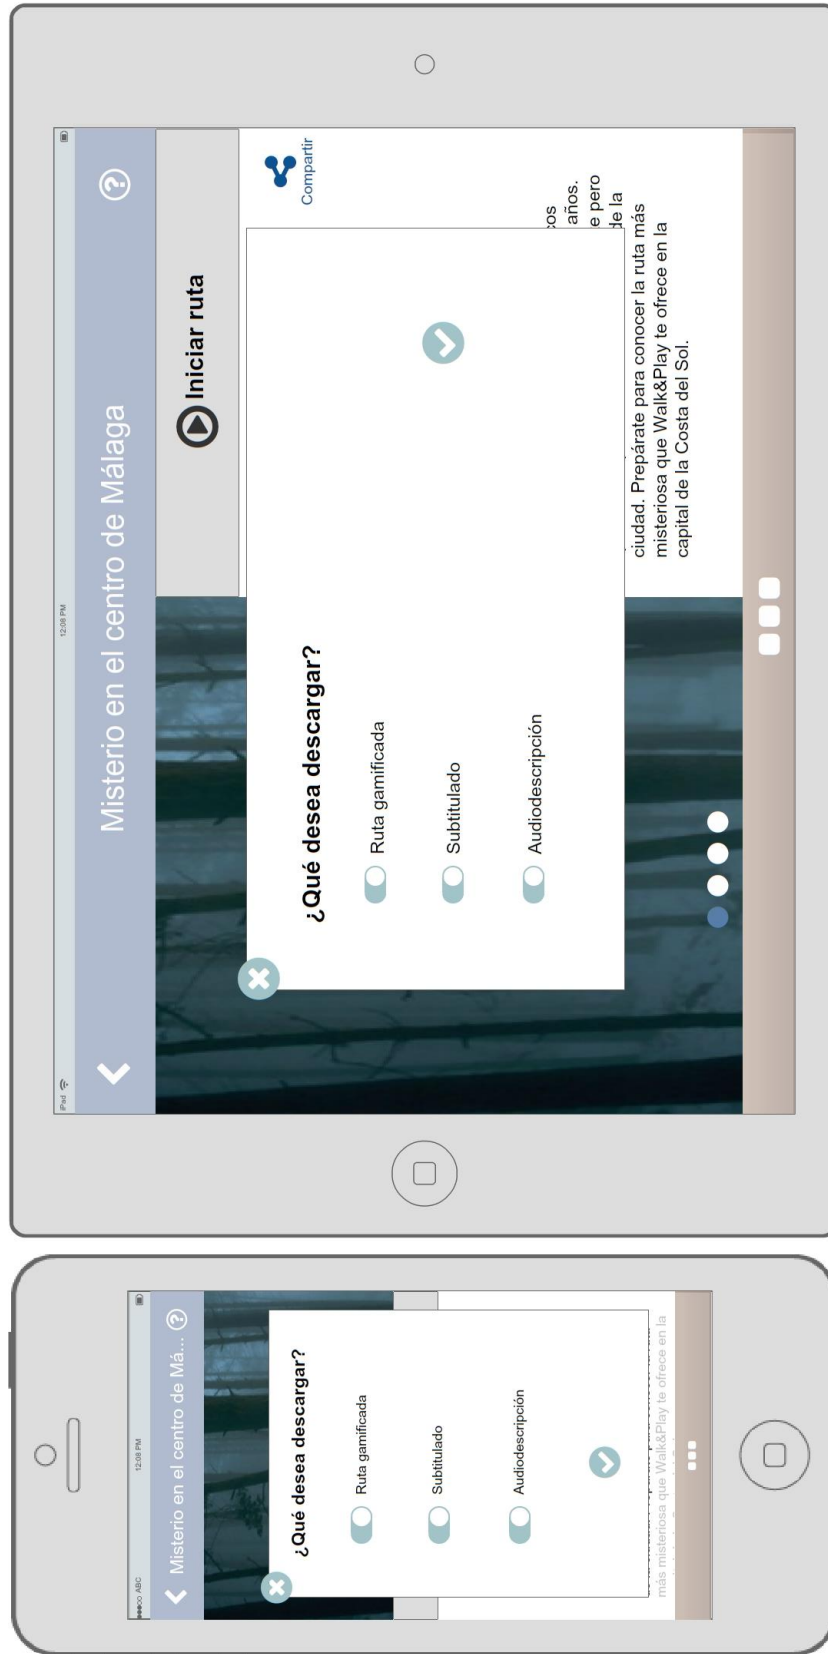 ABC
12:08 PM
Misterio en el centro de Má...
¿Qué desea descargar?
Ruta gamificada
Subtitulado
Audiodescripción
más misteriosa que Walk&Play te ofrece en la
iPad
12:08 PM
Misterio en el centro de Málaga
Iniciar ruta
Compartir
¿Qué desea descargar?
Ruta gamificada
Subtitulado
Audiodescripción
años.
e pero
de la
ciudad. Prepárate para conocer la ruta más
misteriosa que Walk&Play te ofrece en la
capital de la Costa del Sol.